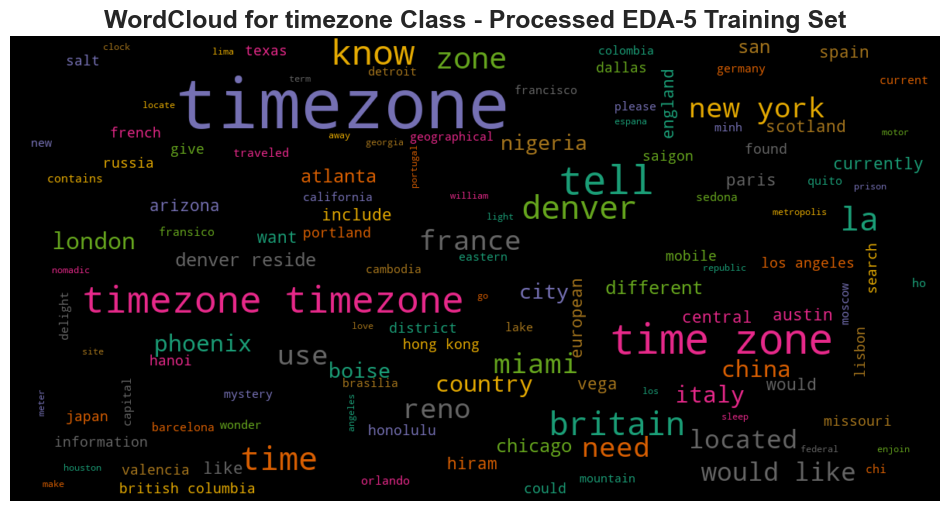 WordCloud for timezone Class - Processed EDA-5 Training Set
clock
salt
lima
texas
know
zone
colombia
san
spain
detroit
dallas
germany
current
term
timezone
francisco
locate
please
england
new york
espana
minh
scotland
new
french
away
georgia
geographical
nigeria
motor
give
traveled
portugal
saigon
found
currently
russia
contains
atlanta
tell
paris
quito
prison
arizona
california
william
denver
sedona
include
light
metropolis
la
london
fransico
want
portland
france
eastern
mobile
los angeles
search
denver reside
cambodia
republic
nomadic
timezone timezone
go
city
european
different
ho
moscow
delight
love
district
lake
time zone
central
austin
site
phoenix
hong kong
lisbon
hanoi
use
boise
miami
china
brasilia
country
vega
los
would
meter
capital
mystery
angeles
reno
italy
japan
barcelona
wonder
honolulu
britain
sleep
missouri
information
chicago
need
located
federal
enjoin
houston
valencia
like
time
hiram
would like
chi
make
british columbia
orlando
could
mountain